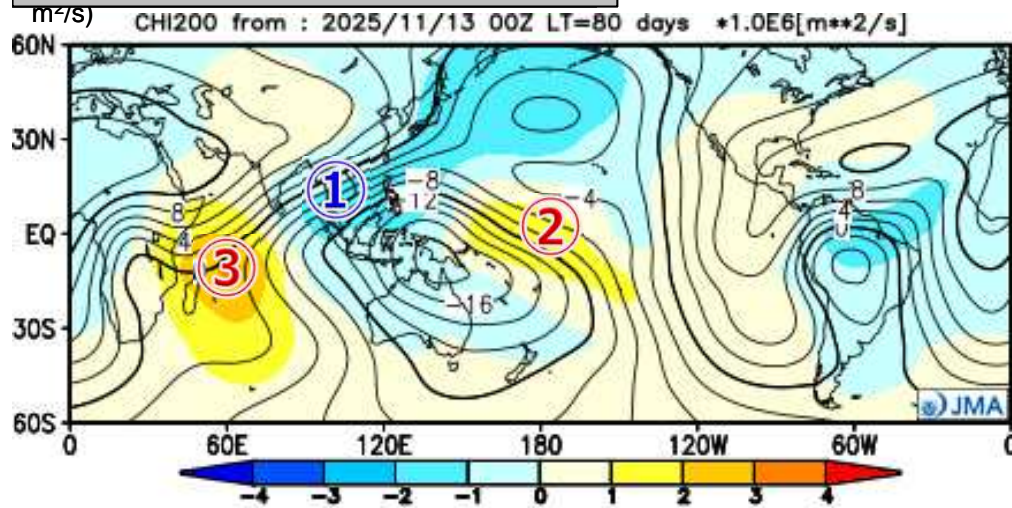 m²/s)
CHI200 from : 2025/11/13 00Z LT=80 days *1.0E6[m**2/s]
60N
30N
EQ
30S
60S
8
4
1
-8
-12
-4
2
3
-16
8
4
0
JMA
0 60E 120E 180 120W 60W 0
-4 -3 -2 -1 0 1 2 3 4